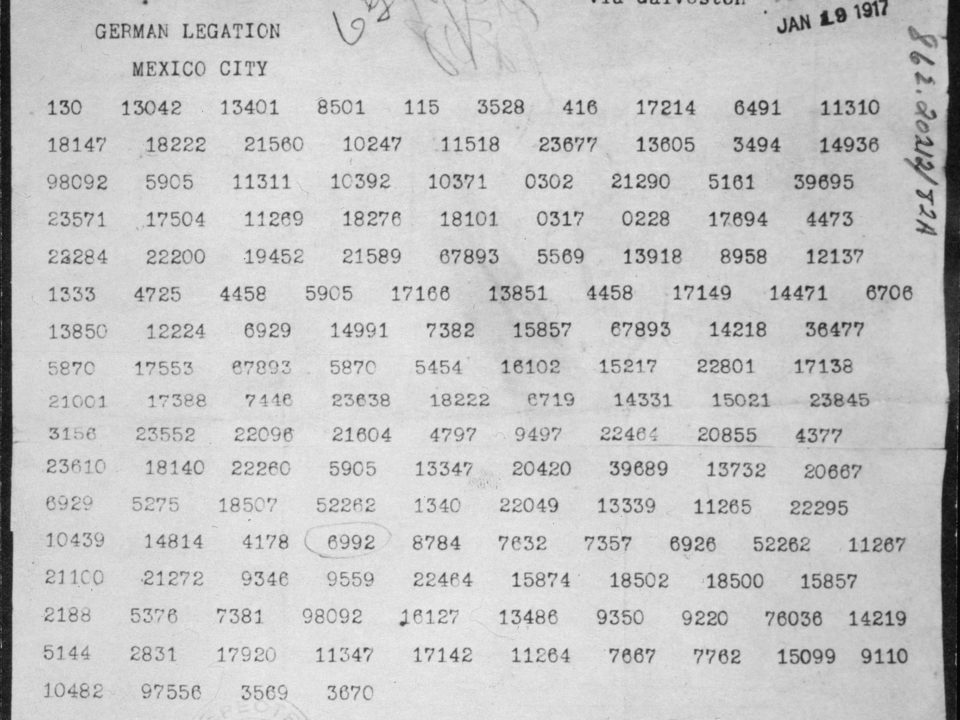 via Galveston
JAN 19 1917
GERMAN LEGATION
MEXICO CITY
130 13042 13401 8501 115 3528 416 17214 6491 11310
18147 18222 21560 10247 11518 23677 13605 3494 14936
98092 5905 11311 10392 10371 0302 21290 5161 39695
23571 17504 11269 18276 18101 0317 0228 17694 4473
22284 22200 19452 21589 67893 5569 13918 8958 12137
1333 4725 4458 5905 17166 13851 4458 17149 14471 6706
13850 12224 6929 14991 7382 15857 67893 14218 36477
5870 17553 67893 5870 5454 16102 15217 22801 17138
21001 17388 7446 23638 18222 6719 14331 15021 23845
3156 23552 22096 21604 4797 9497 22464 20855 4377
23610 18140 22260 5905 13347 20420 39689 13732 20667
6929 5275 18507 52262 1340 22049 13339 11265 22295
10439 14814 4178 6992 8784 7632 7357 6926 52262 11267
21100 21272 9346 9559 22464 15874 18502 18500 15857
2188 5376 7381 98092 16127 13486 9350 9220 76036 14219
5144 2831 17920 11347 17142 11264 7667 7762 15099 9110
10482 97556 3569 3670
862.20212/82A